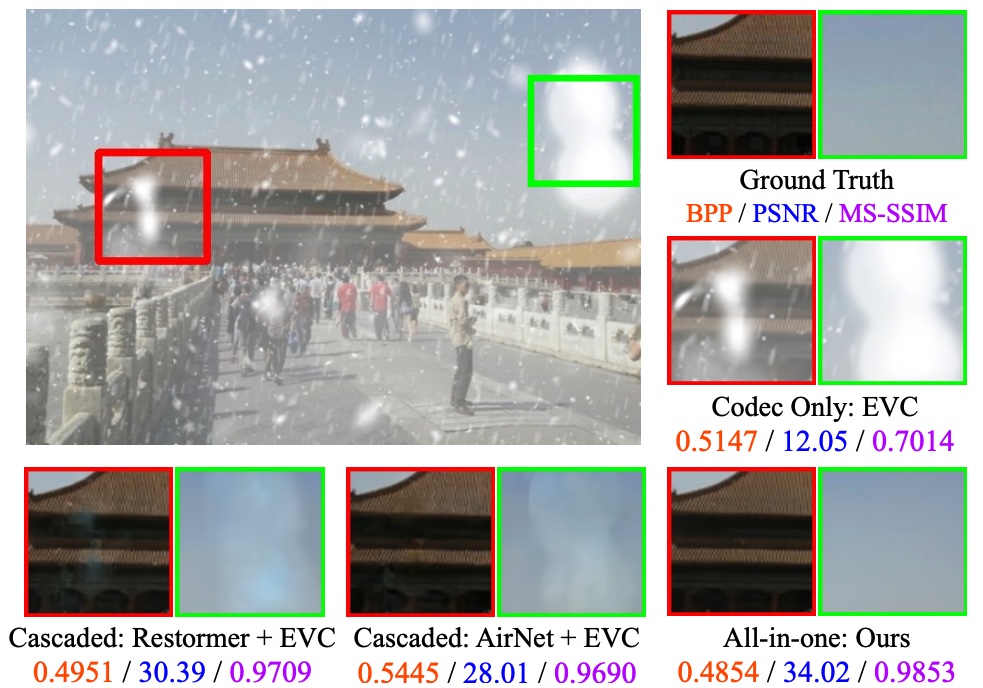 Ground Truth
BPP / PSNR / MS-SSIM
Codec Only: EVC
0.5147 / 12.05 / 0.7014
Cascaded: Restormer + EVC
0.4951 / 30.39 / 0.9709
Cascaded: AirNet + EVC
0.5445 / 28.01 / 0.9690
All-in-one: Ours
0.4854 / 34.02 / 0.9853